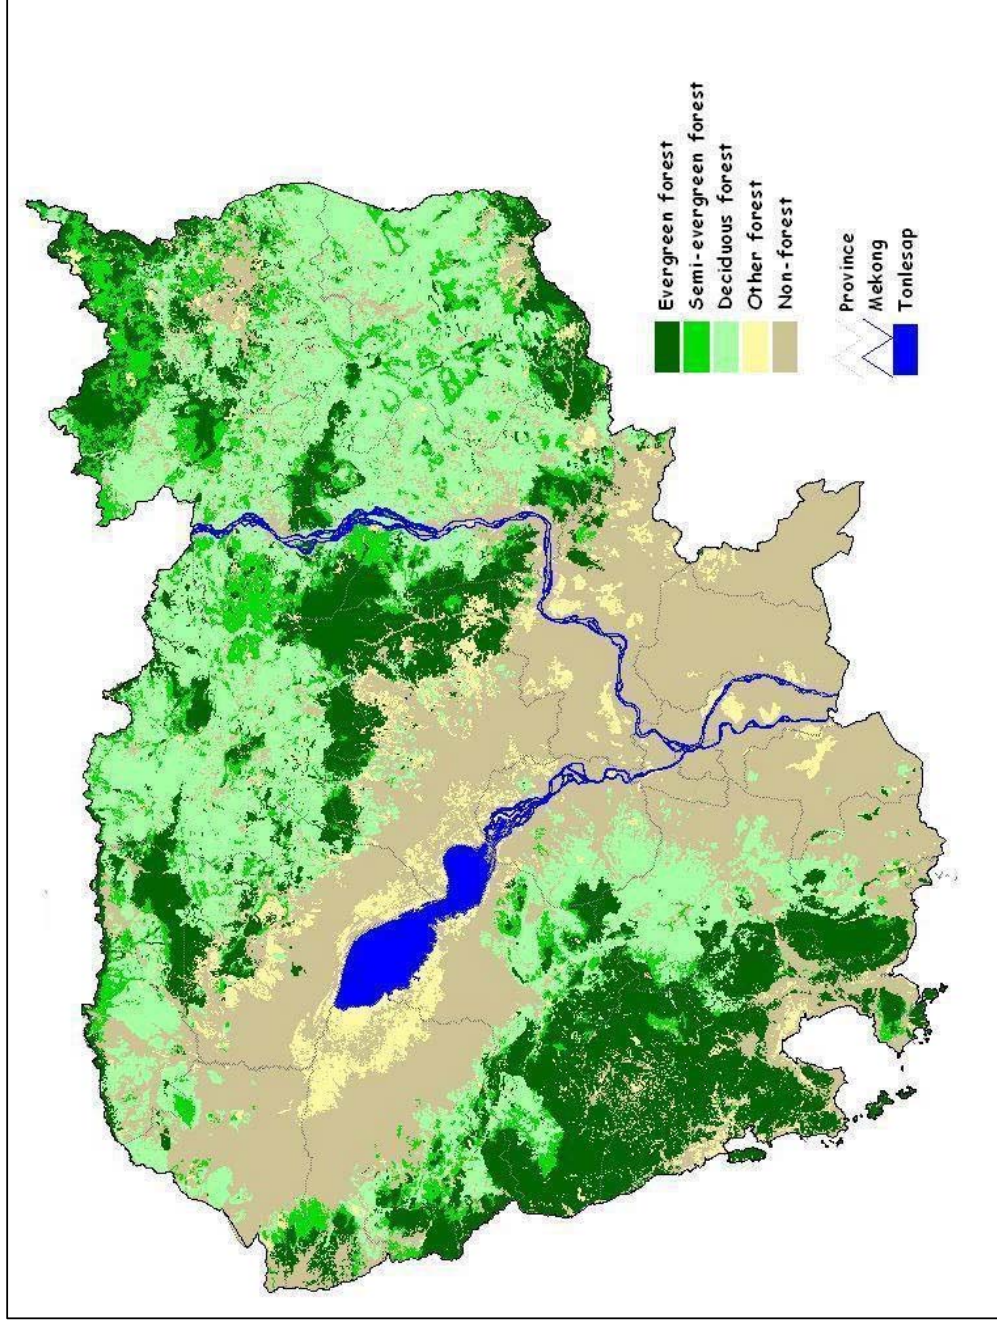 Evergreen forest
Semi-evergreen forest
Deciduous forest
Other forest
Non-forest
Province
Mekong
Tonlesap